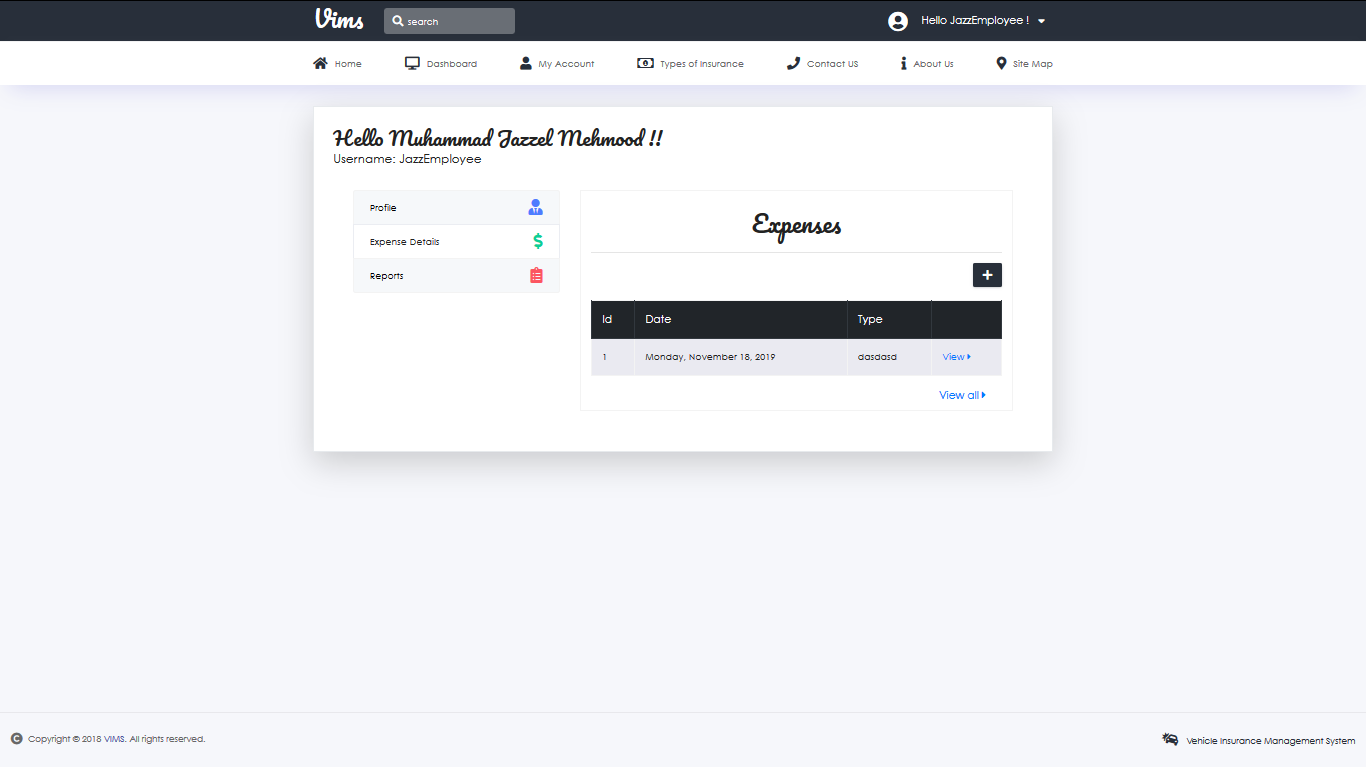 Vims
search
Hello JazzEmployee !
Home
Dashboard
My Account
Types of Insurance
Contact US
About Us
Site Map
Hello Muhammad Jazzel Mehmood !!
Username: JazzEmployee
Profile
Expense Details
Reports
Expenses
+
Id Date Type
1 Monday, November 18, 2019 dasdasd View
View all
Copyright © 2018 VIMS. All rights reserved.
Vehicle Insurance Management System